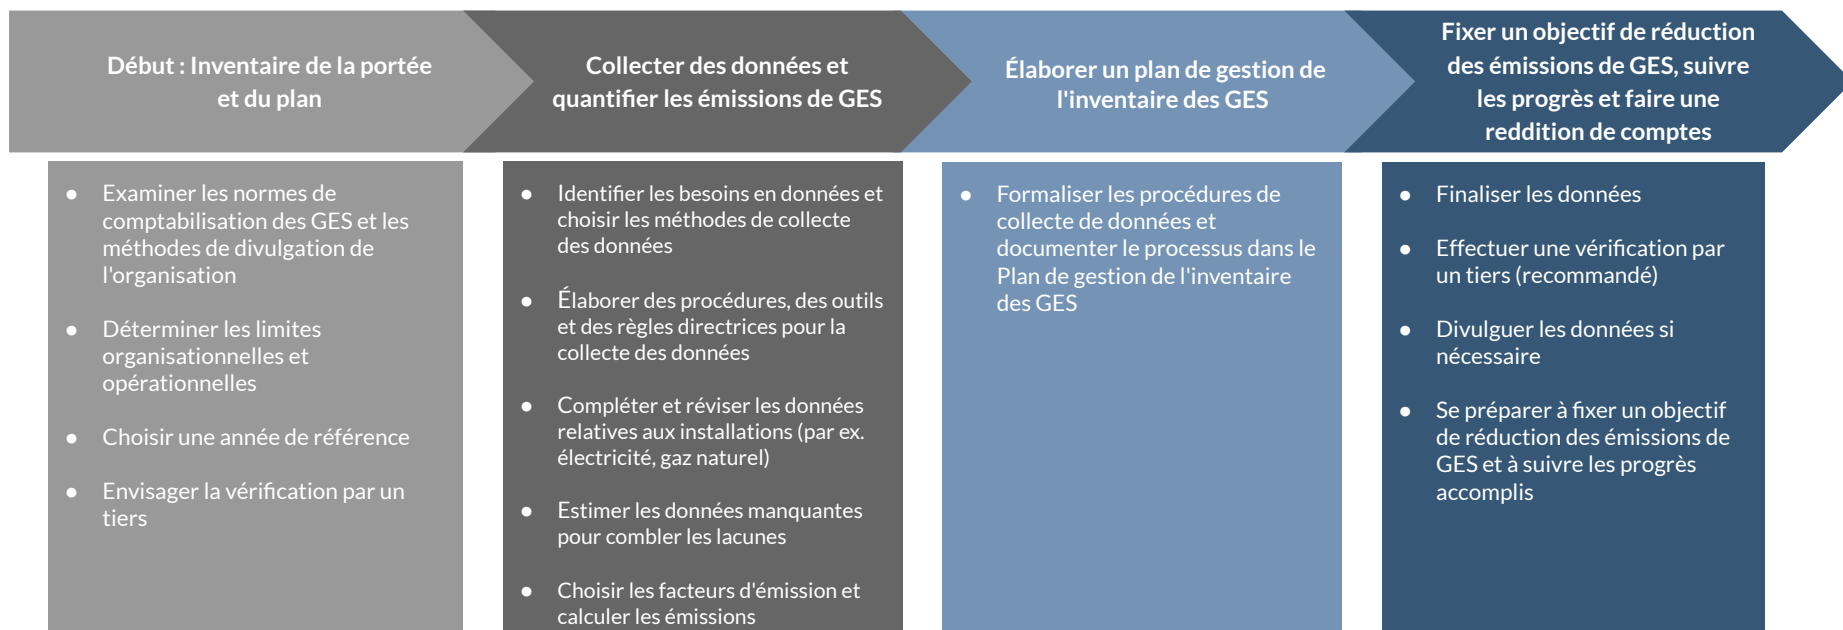 Début : Inventaire de la portée
et du plan
Collecter des données et
quantifier les émissions de GES
Élaborer un plan de gestion de
l'inventaire des GES
Fixer un objectif de réduction
des émissions de GES, suivre
les progrès et faire une
reddition de comptes
● Examiner les normes de
comptabilisation des GES et les
méthodes de divulgation de
l'organisation
● Déterminer les limites
organisationnelles et
opérationnelles
● Choisir une année de référence
● Envisager la vérification par un
tiers
● Identifier les besoins en données et
choisir les méthodes de collecte
des données
● Élaborer des procédures, des outils
et des règles directrices pour la
collecte des données
● Compléter et réviser les données
relatives aux installations (par ex.
électricité, gaz naturel)
● Estimer les données manquantes
pour combler les lacunes
● Choisir les facteurs d'émission et
calculer les émissions
● Formaliser les procédures de
collecte de données et
documenter le processus dans le
Plan de gestion de l'inventaire
des GES
● Finaliser les données
● Effectuer une vérification par
un tiers (recommandé)
● Divulguer les données si
nécessaire
● Se préparer à fixer un objectif
de réduction des émissions de
GES et à suivre les progrès
accomplis